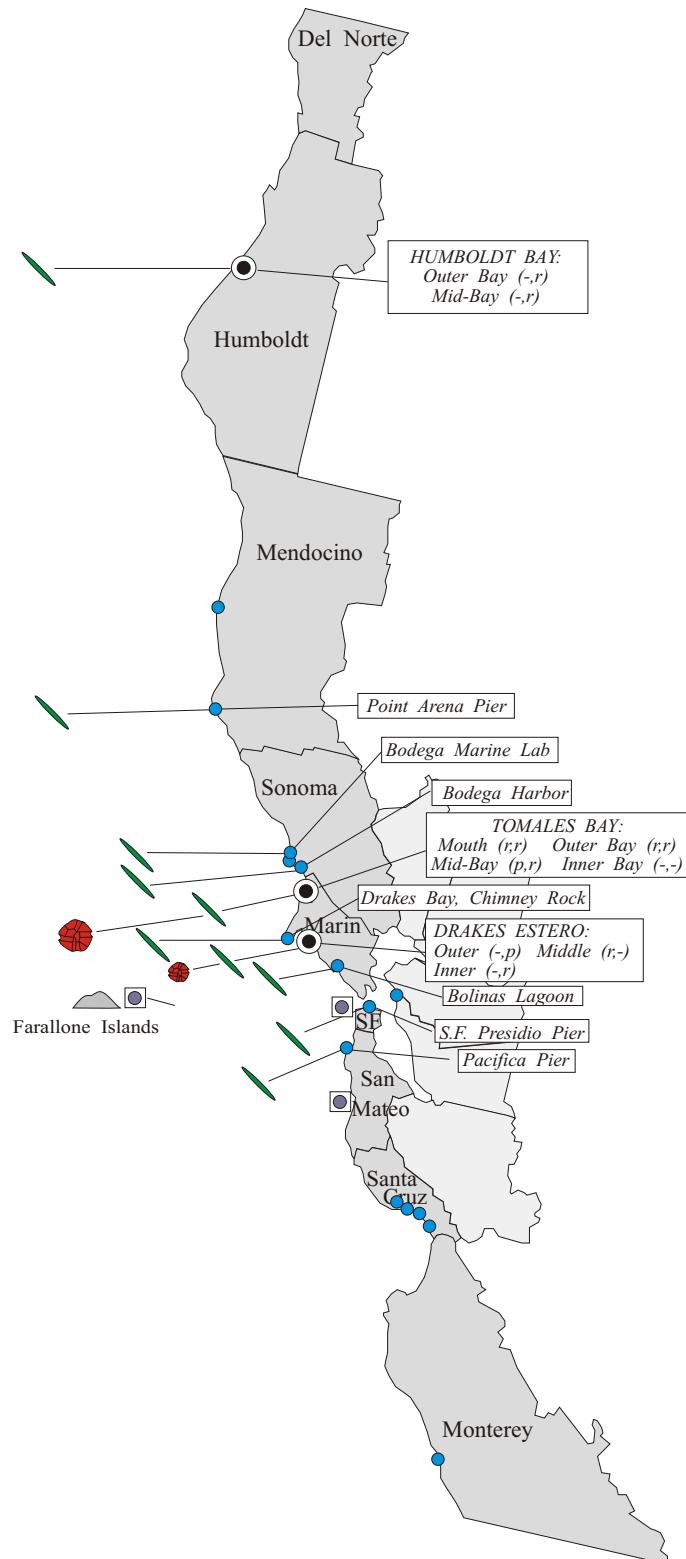 Del Norte
HUMBOLDT BAY:
Outer Bay (-,r)
Mid-Bay (-,r)
Humboldt
Mendocino
Point Arena Pier
Bodega Marine Lab
Sonoma
Bodega Harbor
TOMALES BAY:
Mouth (r,r) Outer Bay (r,r)
Mid-Bay (p,r) Inner Bay (-,-)
Drakes Bay, Chimney Rock
Marin
DRAKES ESTERO:
Outer (-,p) Middle (r,-)
Inner (-,r)
Bolinas Lagoon
Farallone Islands
SF
S.F. Presidio Pier
Pacifica Pier
San
Mateo
Santa
Cruz
Monterey